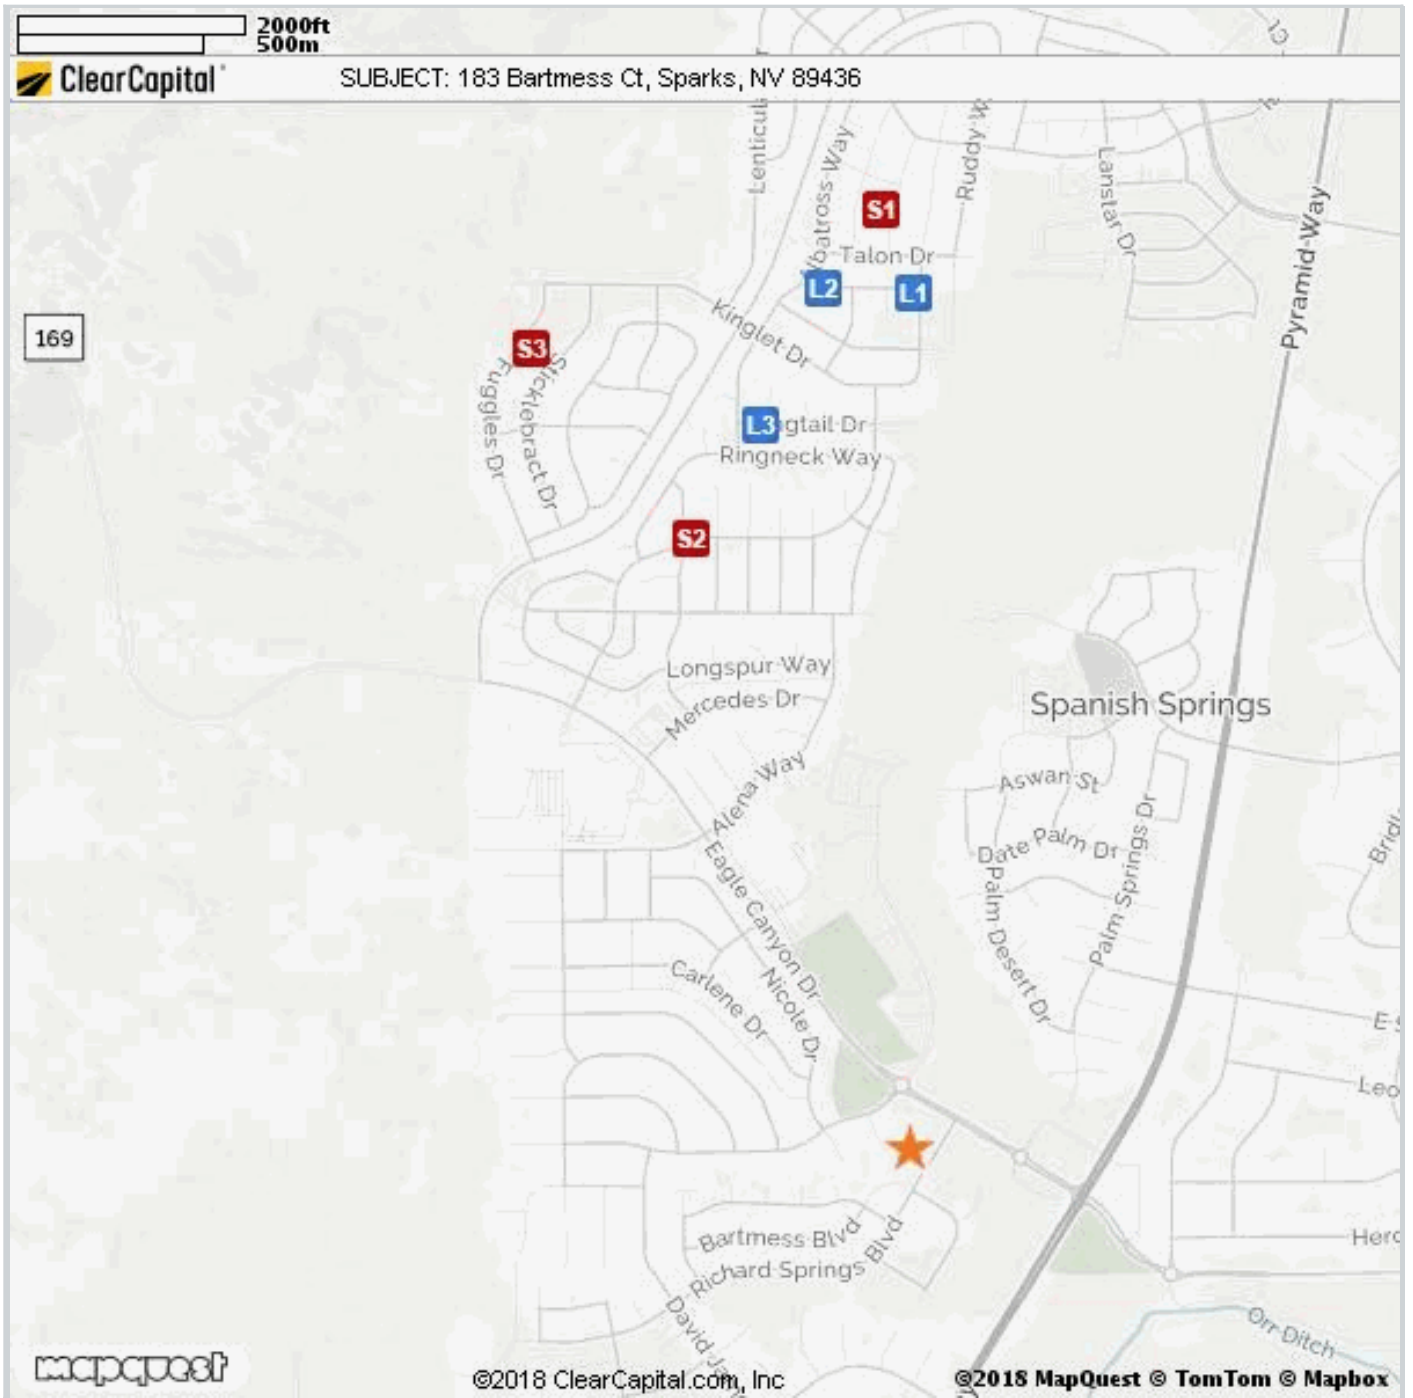 2000ft
500m
ClearCapital
SUBJECT: 183 Bartmess Ct, Sparks, NV 89436
Pyramid-Way
Lanstar Dr
S1
Talon Dr
L2
L1
169
Kinglet Dr
S3
Sticklebract Dr
Fuggles Dr
L3
gtail Dr
Ringneck Way
S2
Longspur Way
Mercedes Dr
Spanish Springs
Alena Way
Aswan St
Date Palm Dr
Palm Springs Dr
Palm Desert Dr
Eagle Canyon Dr
Carlene Dr
Nicole Dr
Leo
Bartmess Blvd
Richard Springs Blvd
Herc
David Ja
Orr Ditch
mapquest
©2018 ClearCapital.com, Inc
©2018 MapQuest © TomTom © Mapbox